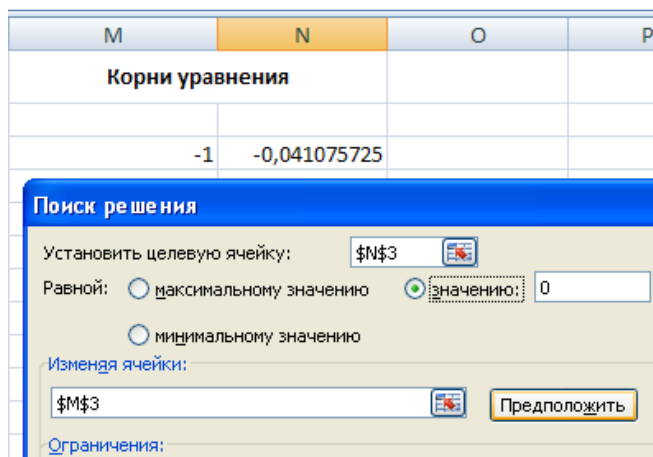 M N O P
Корни уравнения
-1 -0,041075725
Поиск решения
Установить целевую ячейку: $N$3
Равной: максимальному значению значению: 0
минимальному значению
Изменяя ячейки:
$M$3 Предположить
Ограничения: